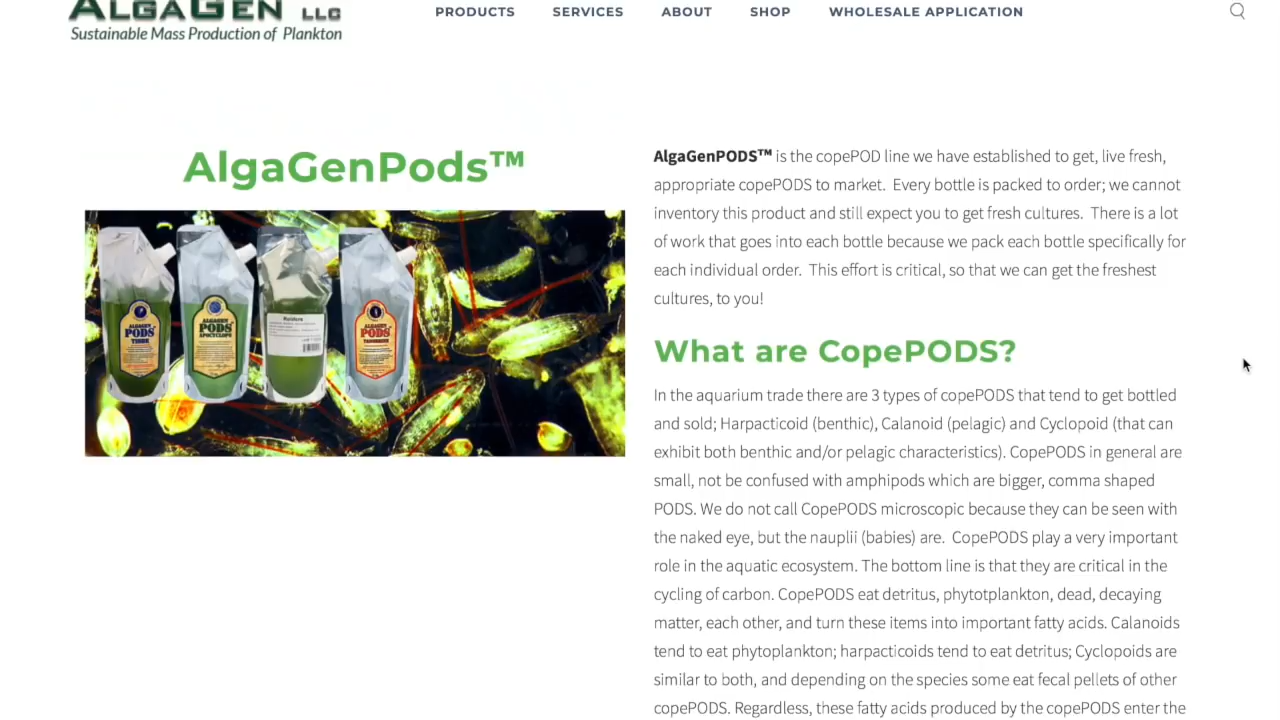 ALGAGEN LLC
Sustainable Mass Production of Plankton
PRODUCTS SERVICES ABOUT SHOP WHOLESALE APPLICATION
AlgaGenPods™
ALGAGEN
PODS
TISBE
ALGAGEN
PODS
APOCYCLOPS
ALGAGEN
PODS
AlgaGenPODS™ is the copePOD line we have established to get, live fresh,
appropriate copePODS to market. Every bottle is packed to order; we cannot
inventory this product and still expect you to get fresh cultures. There is a lot
of work that goes into each bottle because we pack each bottle specifically for
each individual order. This effort is critical, so that we can get the freshest
cultures, to you!
What are CopePODS?
In the aquarium trade there are 3 types of copePODS that tend to get bottled
and sold; Harpacticoid (benthic), Calanoid (pelagic) and Cyclopoid (that can
exhibit both benthic and/or pelagic characteristics). CopePODS in general are
small, not be confused with amphipods which are bigger, comma shaped
PODS. We do not call CopePODS microscopic because they can be seen with
the naked eye, but the nauplii (babies) are. CopePODS play a very important
role in the aquatic ecosystem. The bottom line is that they are critical in the
cycling of carbon. CopePODS eat detritus, phytotplankton, dead, decaying
matter, each other, and turn these items into important fatty acids. Calanoids
tend to eat phytoplankton; harpacticoids tend to eat detritus; Cyclopoids are
similar to both, and depending on the species some eat fecal pellets of other
copePODS. Regardless, these fatty acids produced by the copePODS enter the